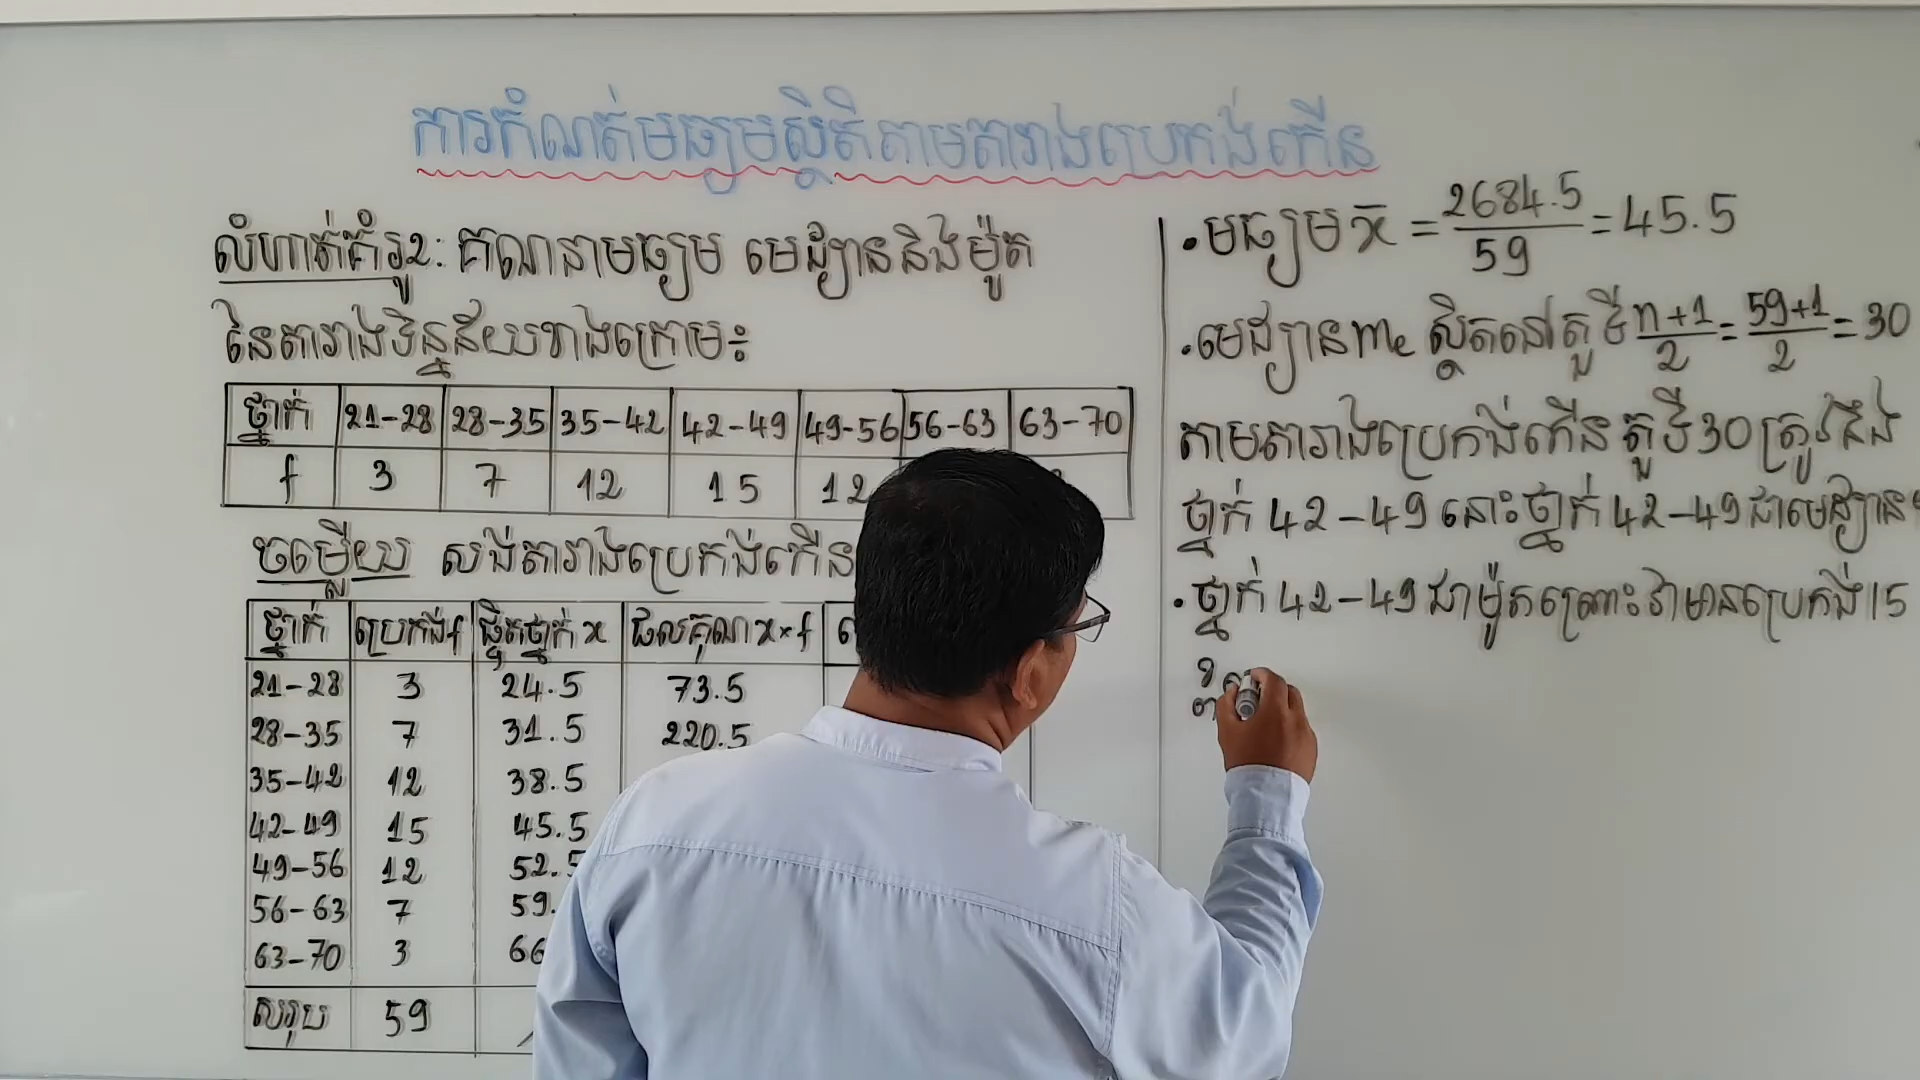 ការកំណត់មធ្យមស្ថិតិតាមតារាងប្រេកង់កើន
លំហាត់គំរូ2: គណនាមធ្យម មេដ្យាននិងម៉ូត
នៃតារាងទិន្នន័យខាងក្រោម៖
ថ្នាក់ 21-28 28-35 35-42 42-49 49-56 56-63 63-70
f 3 7 12 15 12
ចម្លើយ សង់តារាងប្រេកង់កើន
ថ្នាក់ ប្រេកង់f ផ្ចិតថ្នាក់ x ផលគុណ x×f
21-28 3 24.5 73.5
28-35 7 31.5 220.5
35-42 12 38.5
42-49 15 45.5
49-56 12 52.5
56-63 7 59.
63-70 3 66
សរុប 59
• មធ្យម x̄ = 2684.5/59 = 45.5
• មេដ្យាន me ស្ថិតនៅតួទី n+1/2 = 59+1/2 = 30
តាមតារាងប្រេកង់កើន តួទី30ត្រូវនឹង
ថ្នាក់ 42-49 នោះថ្នាក់ 42-49 ជាមេដ្យាន
• ថ្នាក់ 42-49 ជាម៉ូតព្រោះវាមានប្រេកង់ 15